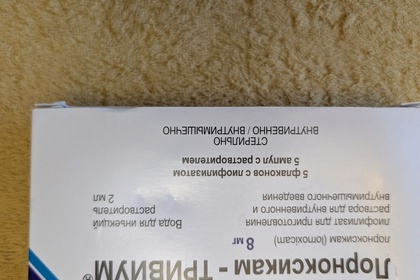 Лорноксикам - ТРИВИУМ®
лорноксикам (lornoxicam) 8 мг
лиофилизат для приготовления
раствора для внутривенного и
внутримышечного введения
Вода для инъекций
растворитель
2 мл
5 флаконов с лиофилизатом
5 ампул с растворителем
СТЕРИЛЬНО
ВНУТРИВЕННО / ВНУТРИМЫШЕЧНО